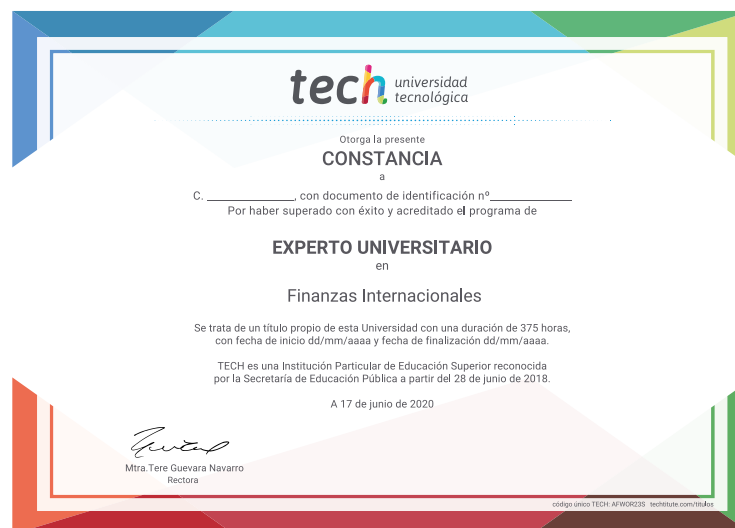 tech universidad
tecnológica
Otorga la presente
CONSTANCIA
a
C. ______________, con documento de identificación nº______________
Por haber superado con éxito y acreditado el programa de
EXPERTO UNIVERSITARIO
en
Finanzas Internacionales
Se trata de un título propio de esta Universidad con una duración de 375 horas,
con fecha de inicio dd/mm/aaaa y fecha de finalización dd/mm/aaaa.
TECH es una Institución Particular de Educación Superior reconocida
por la Secretaría de Educación Pública a partir del 28 de junio de 2018.
A 17 de junio de 2020
Mtra.Tere Guevara Navarro
Rectora
código único TECH: AFWOR23S techtitute.com/titulos